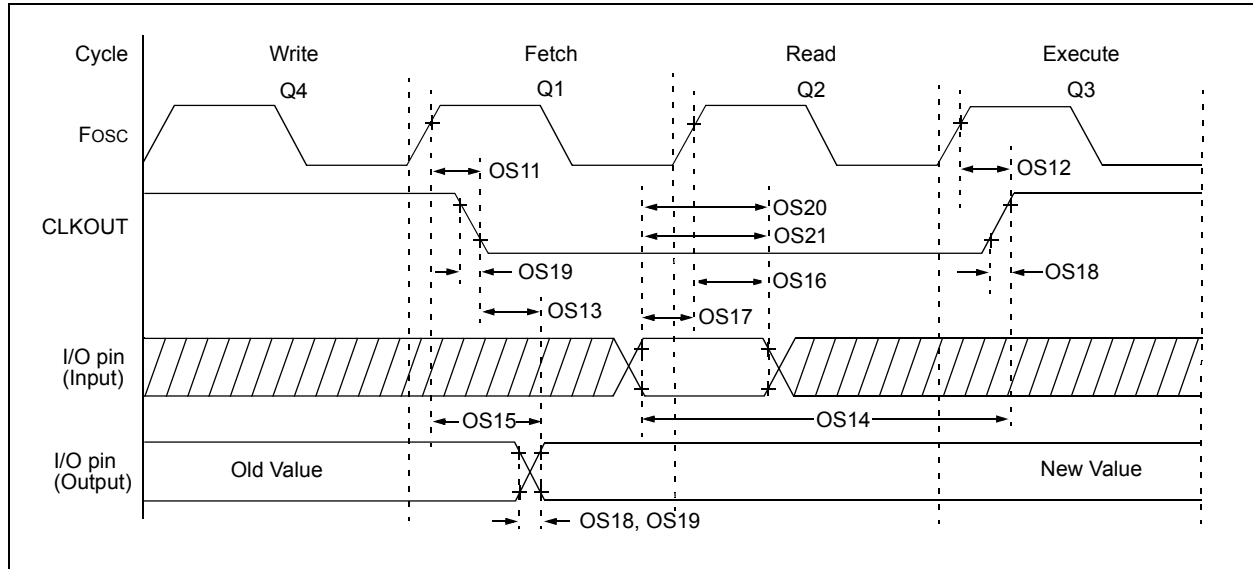 Cycle Write Fetch Read Execute
Q4 Q1 Q2 Q3
FOSC
OS11 OS12
OS20
CLKOUT
OS21
OS19 OS16 OS18
OS13 OS17
I/O pin
(Input)
OS15 OS14
I/O pin
(Output)
Old Value New Value
OS18, OS19